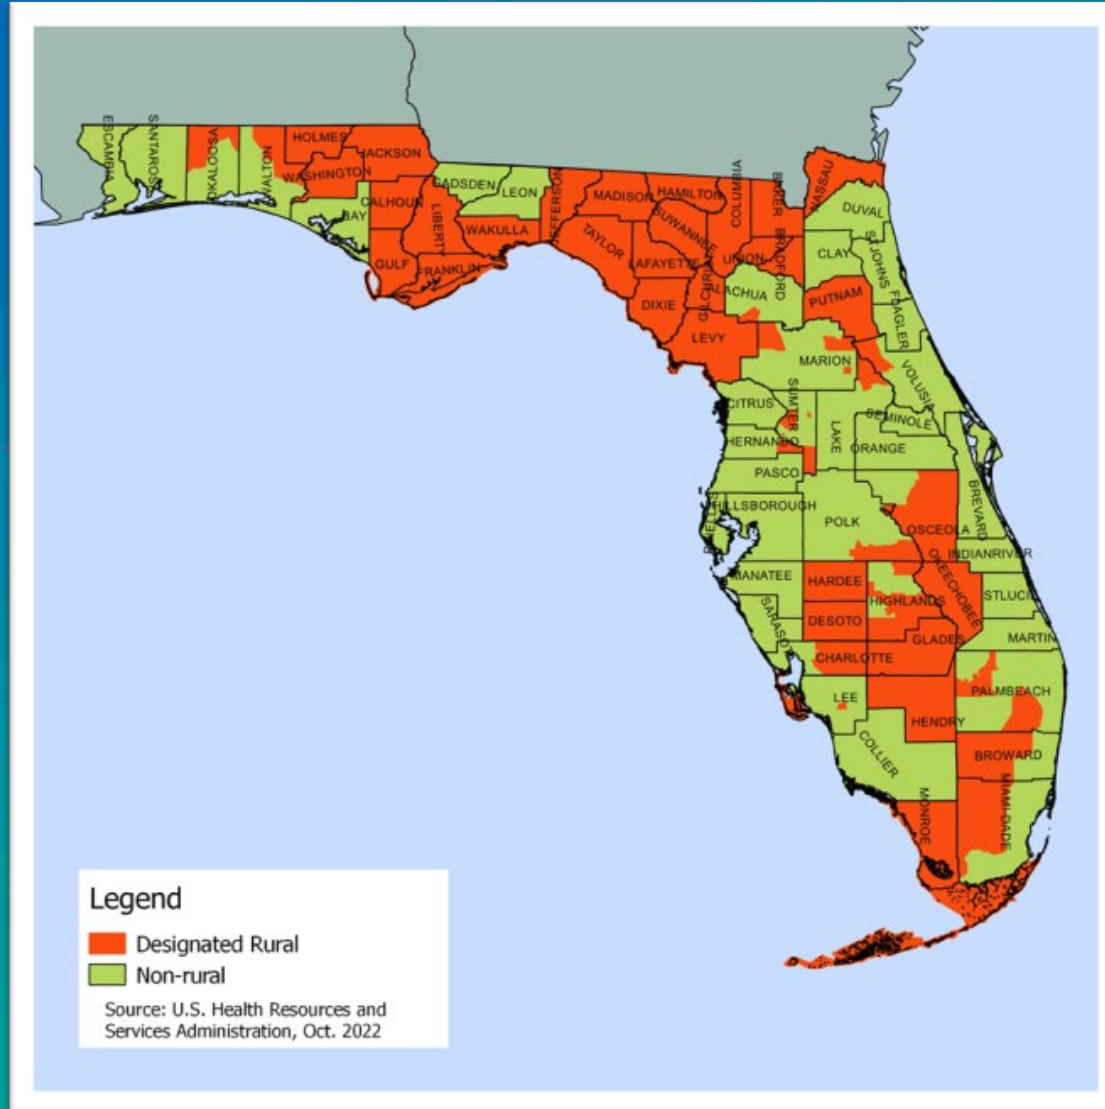 ESCAMBIA
SANTAROSA
OKALOOSA
WALTON
HOLMES
JACKSON
WASHINGTON
BAY
CALHOUN
LIBERTY
GULF
FRANKLIN
GADSDEN
LEON
WAKULLA
JEFFERSON
MADISON
TAYLOR
HAMILTON
SUWANNEE
LAFAYETTE
DIXIE
GILCHRIST
COLUMBIA
BAKER
NASSAU
UNION
BRADFORD
ALACHUA
LEVY
DUVAL
CLAY
STJOHNS
PUTNAM
FLAGLER
MARION
VOLUSIA
CITRUS
SUMTER
LAKE
SEMINOLE
HERNANDO
ORANGE
PASCO
PINELLAS
HILLSBOROUGH
POLK
OSCEOLA
BREVARD
INDIANRIVER
MANATEE
HARDEE
HIGHLANDS
OKEECHOBEE
STLUCIE
SARASOTA
DESOTO
GLADES
MARTIN
CHARLOTTE
LEE
HENDRY
PALMBEACH
COLLIER
BROWARD
MONROE
MIAMI-DADE
Legend
Designated Rural
Non-rural
Source: U.S. Health Resources and
Services Administration, Oct. 2022